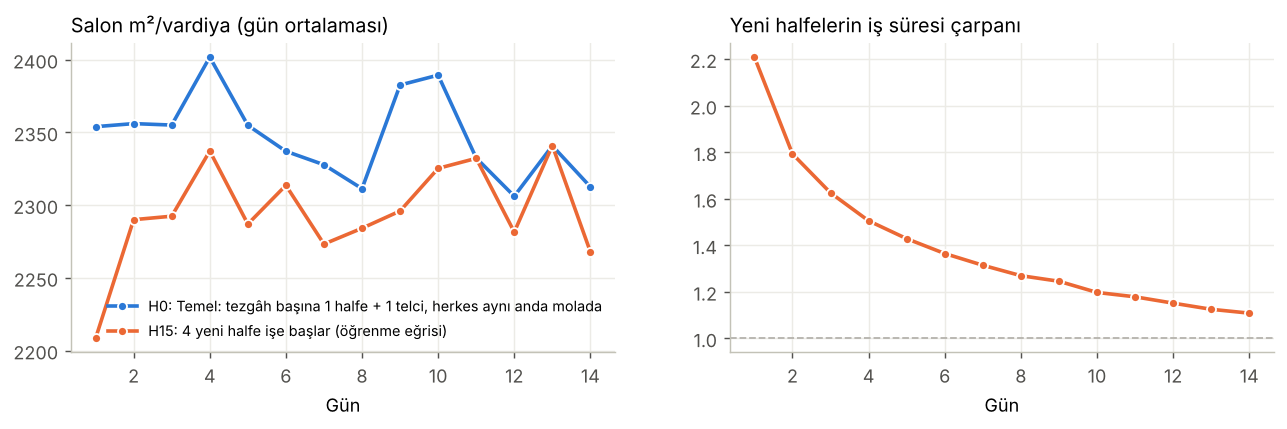 Salon m²/vardiya (gün ortalaması)
2400
2350
2300
2250
2200
H0: Temel: tezgâh başına 1 halfe + 1 telci, herkes aynı anda molada
H15: 4 yeni halfe işe başlar (öğrenme eğrisi)
2 4 6 8 10 12 14
Gün
Yeni halfelerin iş süresi çarpanı
2.2
2.0
1.8
1.6
1.4
1.2
1.0
2 4 6 8 10 12 14
Gün